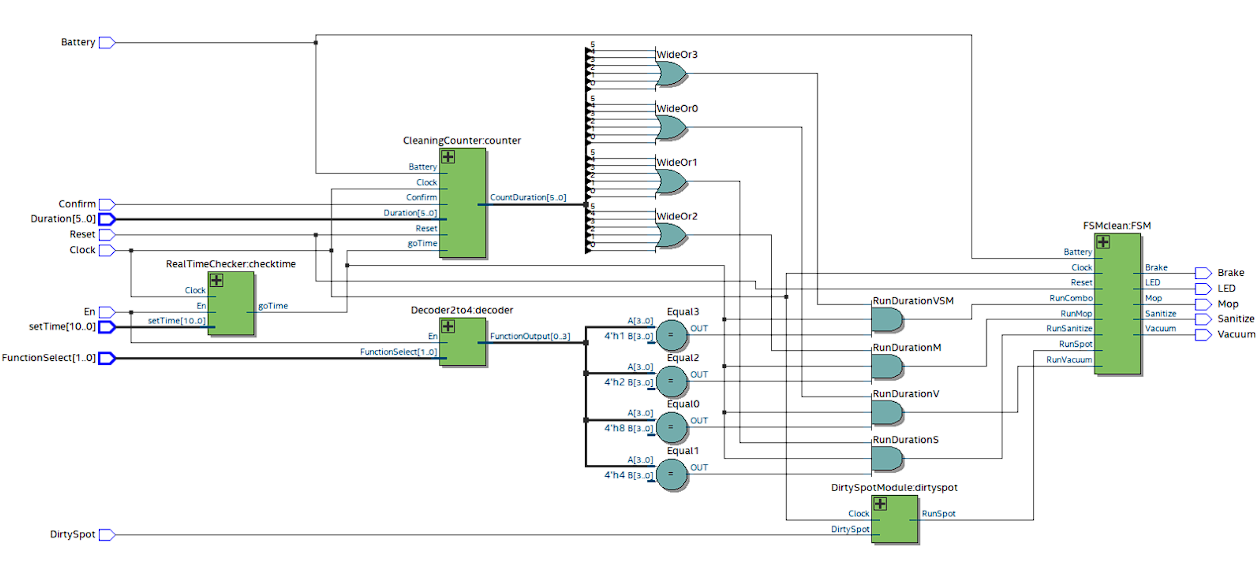 Battery
Confirm
Duration[5..0]
Reset
Clock
En
setTime[10..0]
FunctionSelect[1..0]
DirtySpot
RealTimeChecker:checktime
Clock
En
setTime[10..0]
goTime
CleaningCounter:counter
Battery
Clock
Confirm
Duration[5..0]
Reset
goTime
CountDuration[5..0]
Decoder2to4:decoder
En
FunctionSelect[1..0]
FunctionOutput[0..3]
WideOr3
5
4
3
2
1
0
WideOr0
5
4
3
2
1
0
WideOr1
5
4
3
2
1
0
WideOr2
5
4
3
2
1
0
Equal3
A[3..0]
4'h1 B[3..0]
=
OUT
Equal2
A[3..0]
4'h2 B[3..0]
=
OUT
Equal0
A[3..0]
4'h8 B[3..0]
=
OUT
Equal1
A[3..0]
4'h4 B[3..0]
=
OUT
RunDurationVSM
RunDurationM
RunDurationV
RunDurationS
DirtySpotModule:dirtyspot
Clock
DirtySpot
RunSpot
FSMclean:FSM
Battery
Clock
Reset
RunCombo
RunMop
RunSanitize
RunSpot
RunVacuum
Brake
LED
Mop
Sanitize
Vacuum
Brake
LED
Mop
Sanitize
Vacuum